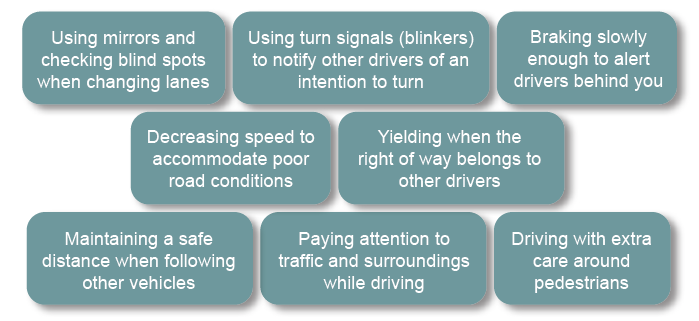 Using mirrors and
checking blind spots
when changing lanes
Using turn signals (blinkers)
to notify other drivers of an
intention to turn
Braking slowly
enough to alert
drivers behind you
Decreasing speed to
accommodate poor
road conditions
Yielding when the
right of way belongs to
other drivers
Maintaining a safe
distance when following
other vehicles
Paying attention to
traffic and surroundings
while driving
Driving with extra
care around
pedestrians